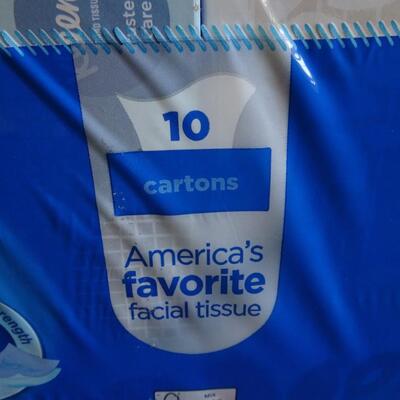 10
cartons
America's
favorite
facial tissue